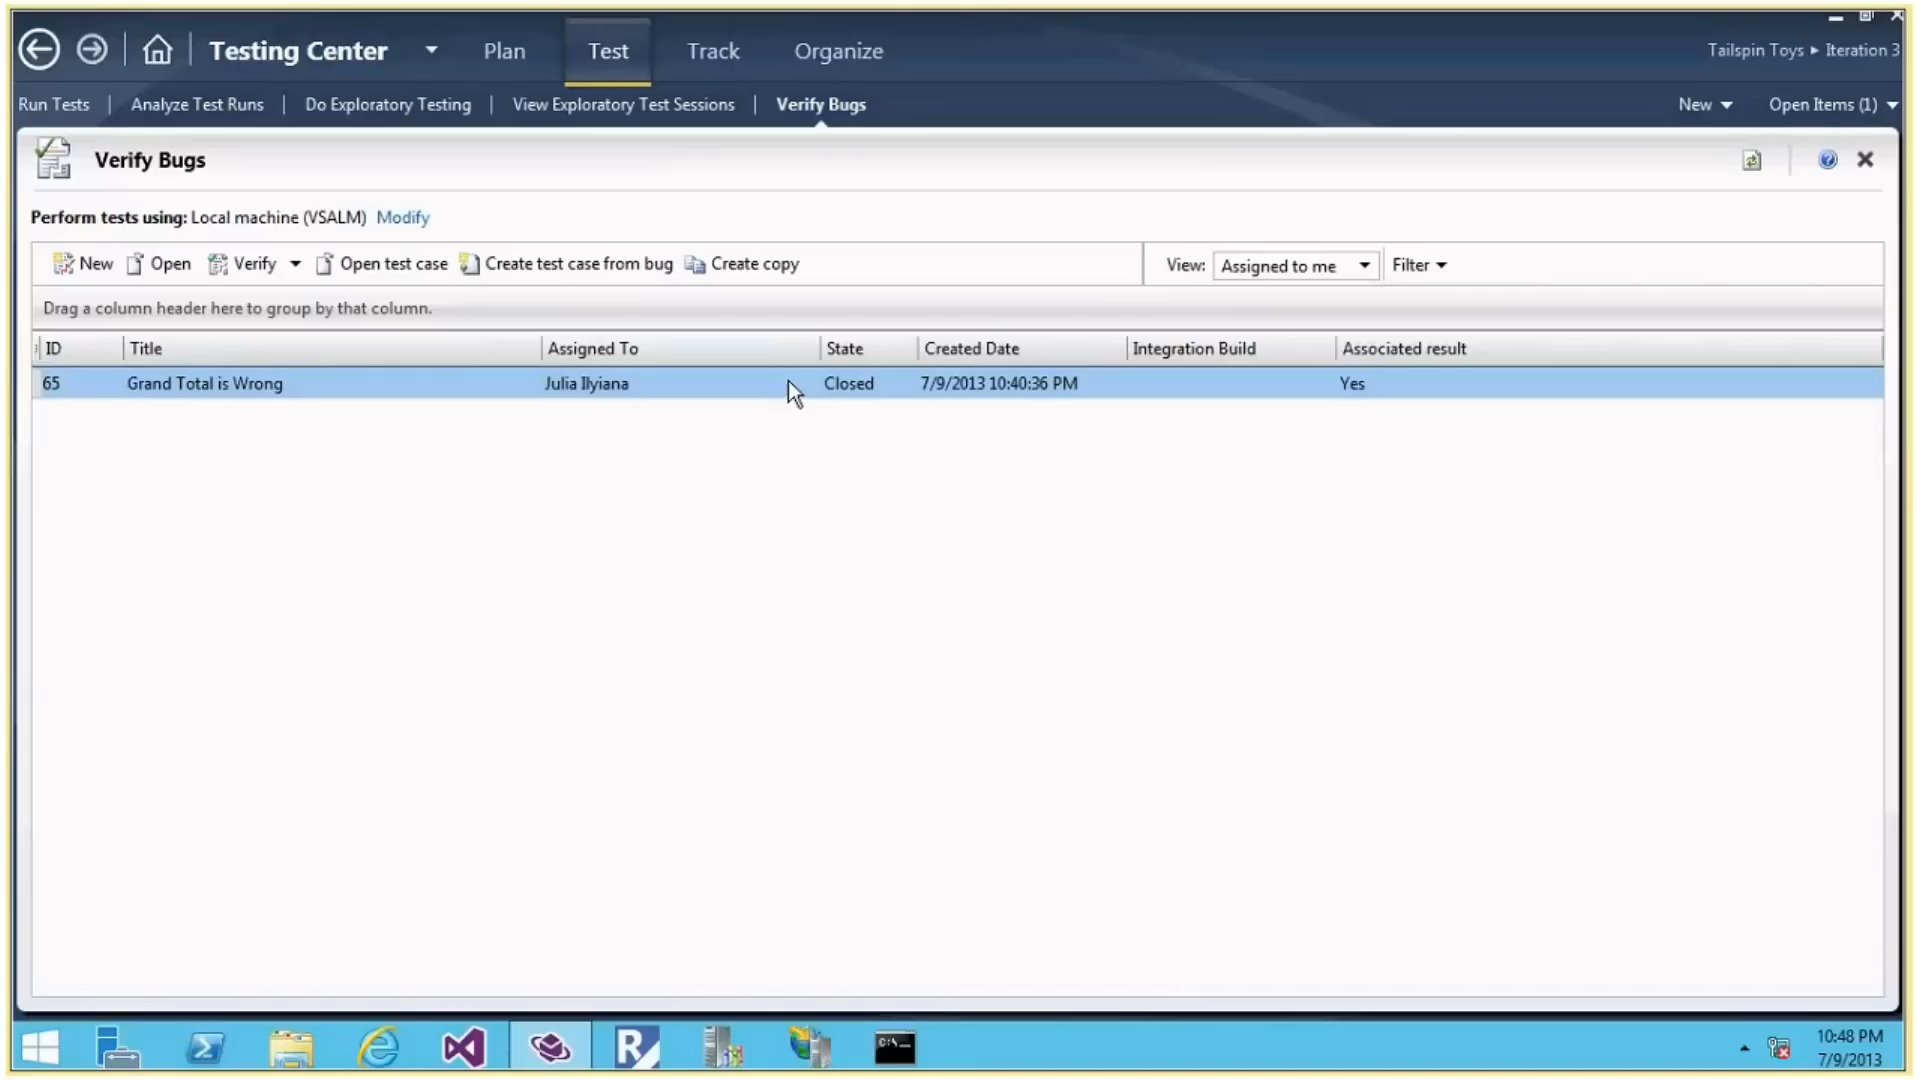 Testing Center Plan Test Track Organize Tailspin Toys ▸ Iteration 3
Run Tests | Analyze Test Runs | Do Exploratory Testing | View Exploratory Test Sessions | Verify Bugs New Open Items (1)
Verify Bugs
Perform tests using: Local machine (VSALM) Modify
New Open Verify Open test case Create test case from bug Create copy View: Assigned to me Filter
Drag a column header here to group by that column.
ID Title Assigned To State Created Date Integration Build Associated result
65 Grand Total is Wrong Julia Ilyiana Closed 7/9/2013 10:40:36 PM Yes
10:48 PM
7/9/2013